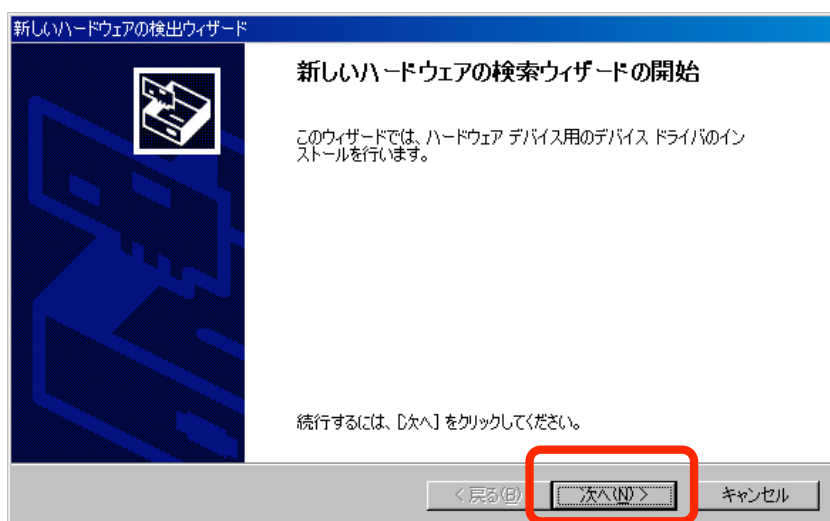 新しいハードウェアの検出ウィザード
新しいハードウェアの検索ウィザードの開始
このウィザードでは、ハードウェア デバイス用のデバイス ドライバのイン
ストールを行います。
続行するには、[次へ] をクリックしてください。
< 戻る(B)
次へ(N) >
キャンセル